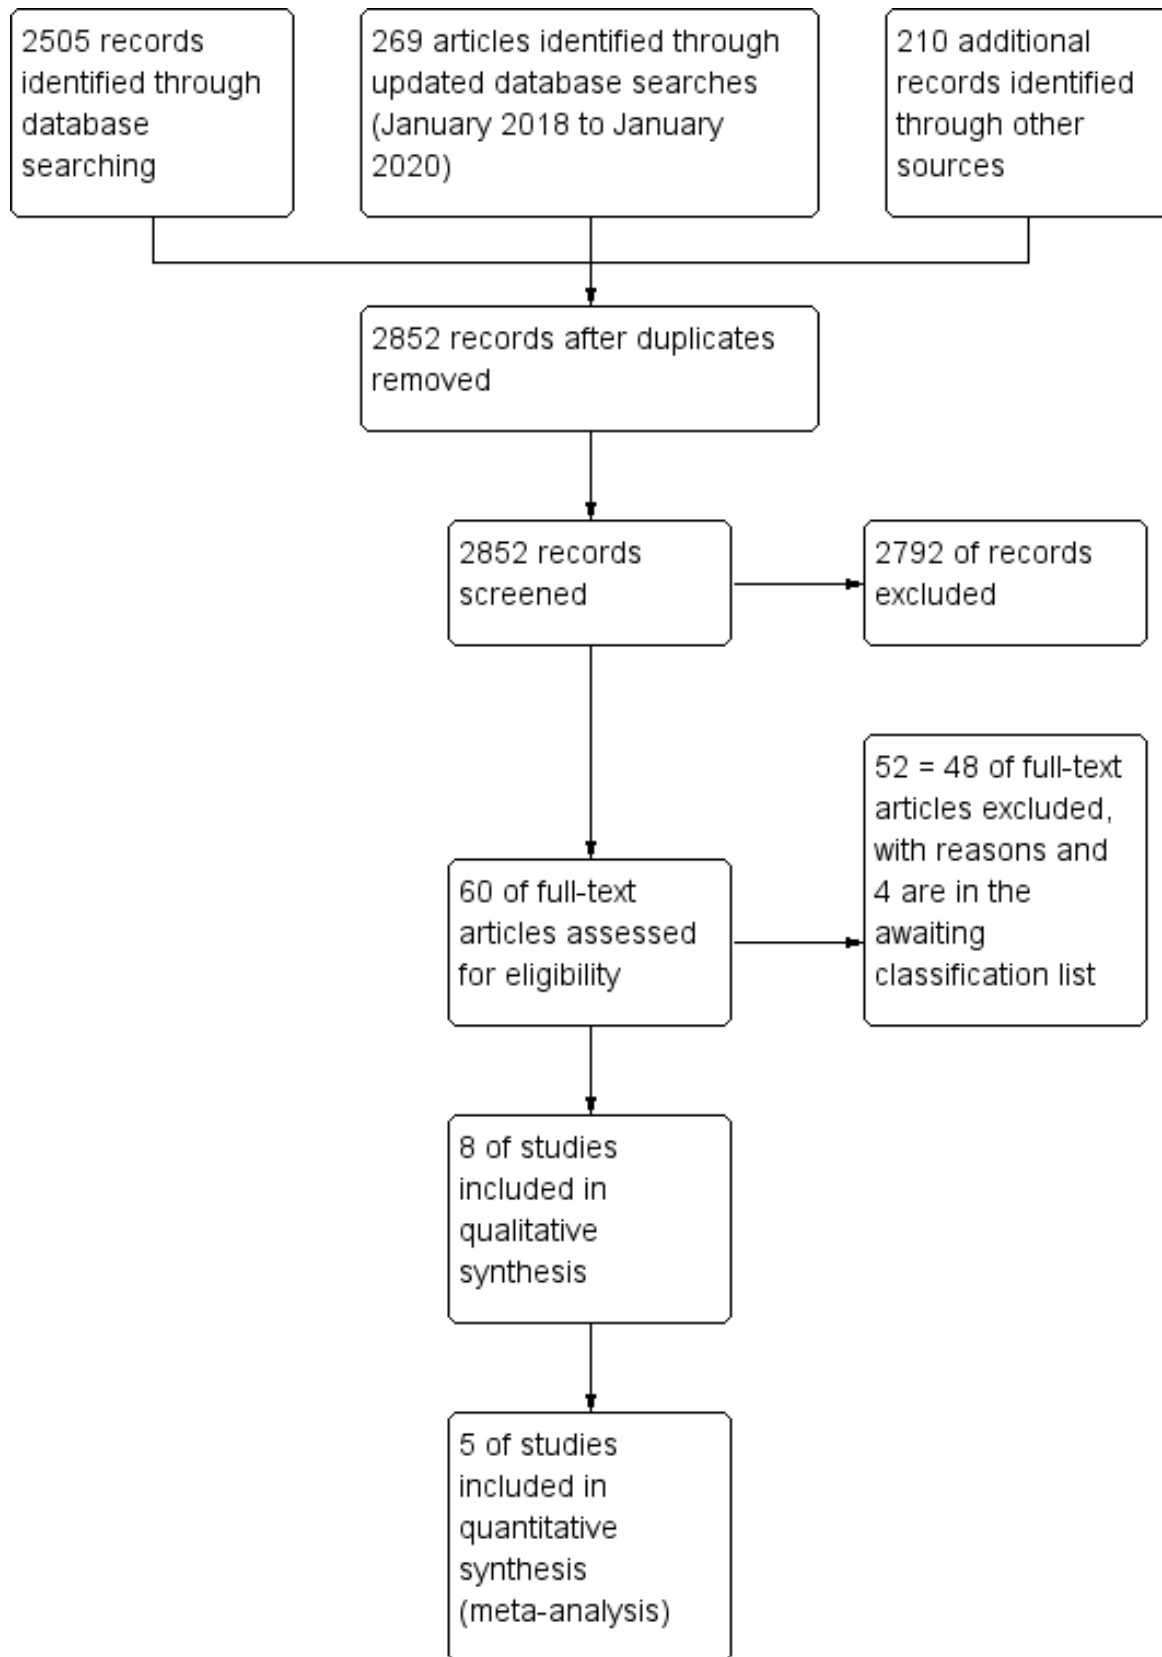 2505 records
identified through
database
searching
269 articles identified through
updated database searches
(January 2018 to January
2020)
210 additional
records identified
through other
sources
2852 records after duplicates
removed
2852 records
screened
2792 of records
excluded
52 = 48 of full-text
articles excluded,
with reasons and
4 are in the
awaiting
classification list
60 of full-text
articles assessed
for eligibility
8 of studies
included in
qualitative
synthesis
5 of studies
included in
quantitative
synthesis
(meta-analysis)